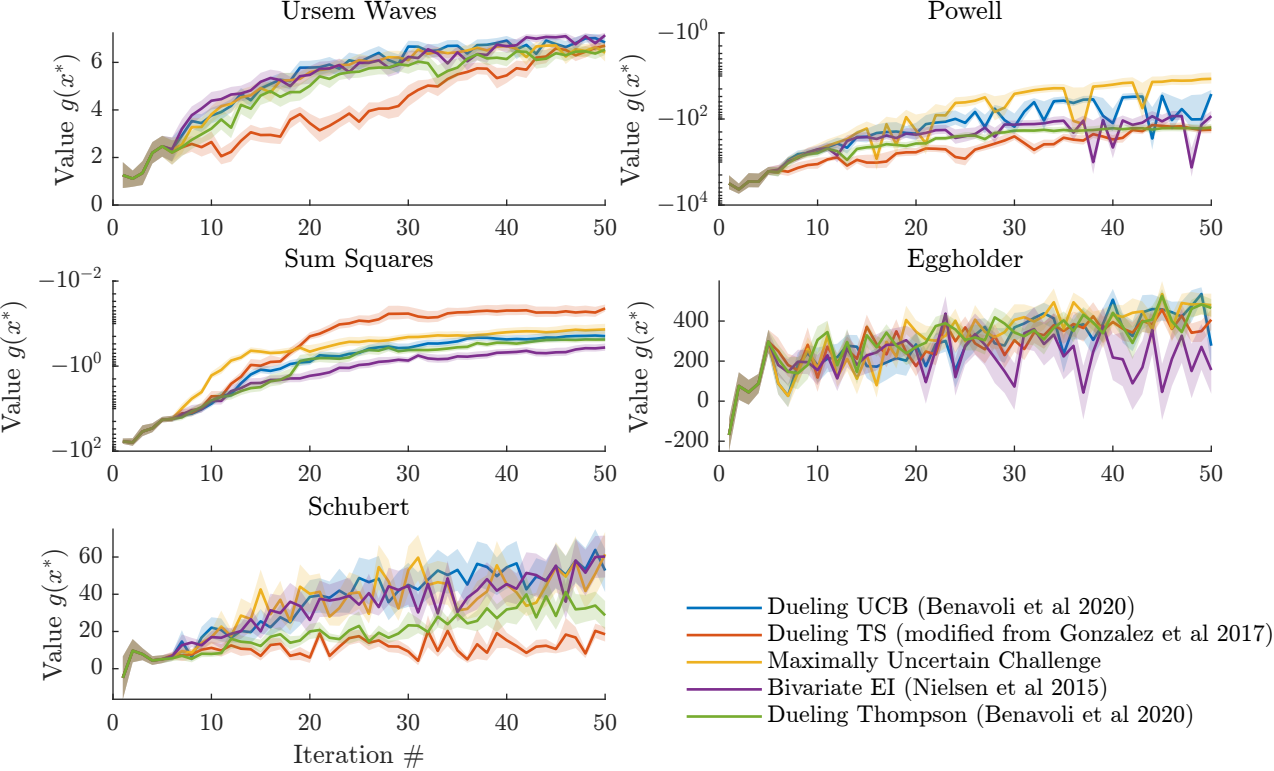 Ursem Waves
Value g(x*)
6
4
2
0
0 10 20 30 40 50
Powell
Value g(x*)
−10^0
−10^2
−10^4
0 10 20 30 40 50
Sum Squares
Value g(x*)
−10^−2
−10^0
−10^2
0 10 20 30 40 50
Eggholder
Value g(x*)
400
200
0
-200
0 10 20 30 40 50
Schubert
Value g(x*)
60
40
20
0
0 10 20 30 40 50
Iteration #
Dueling UCB (Benavoli et al 2020)
Dueling TS (modified from Gonzalez et al 2017)
Maximally Uncertain Challenge
Bivariate EI (Nielsen et al 2015)
Dueling Thompson (Benavoli et al 2020)